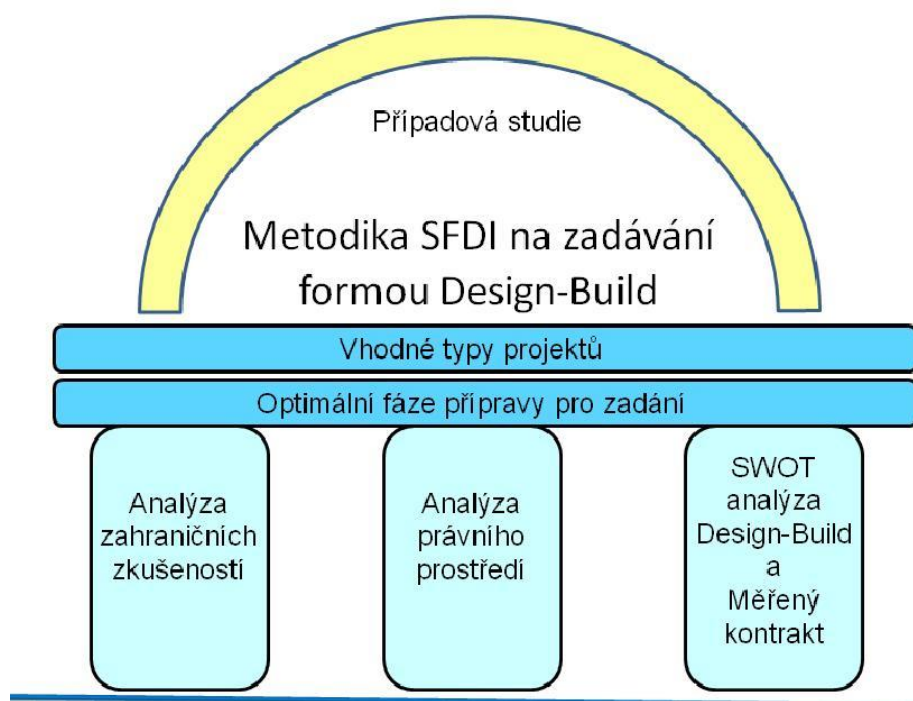 Případová studie
Metodika SFDI na zadávání
formou Design-Build
Vhodné typy projektů
Optimální fáze přípravy pro zadání
Analýza
zahraničních
zkušeností
Analýza
právního
prostředí
SWOT
analýza
Design-Build
a
Měřený
kontrakt